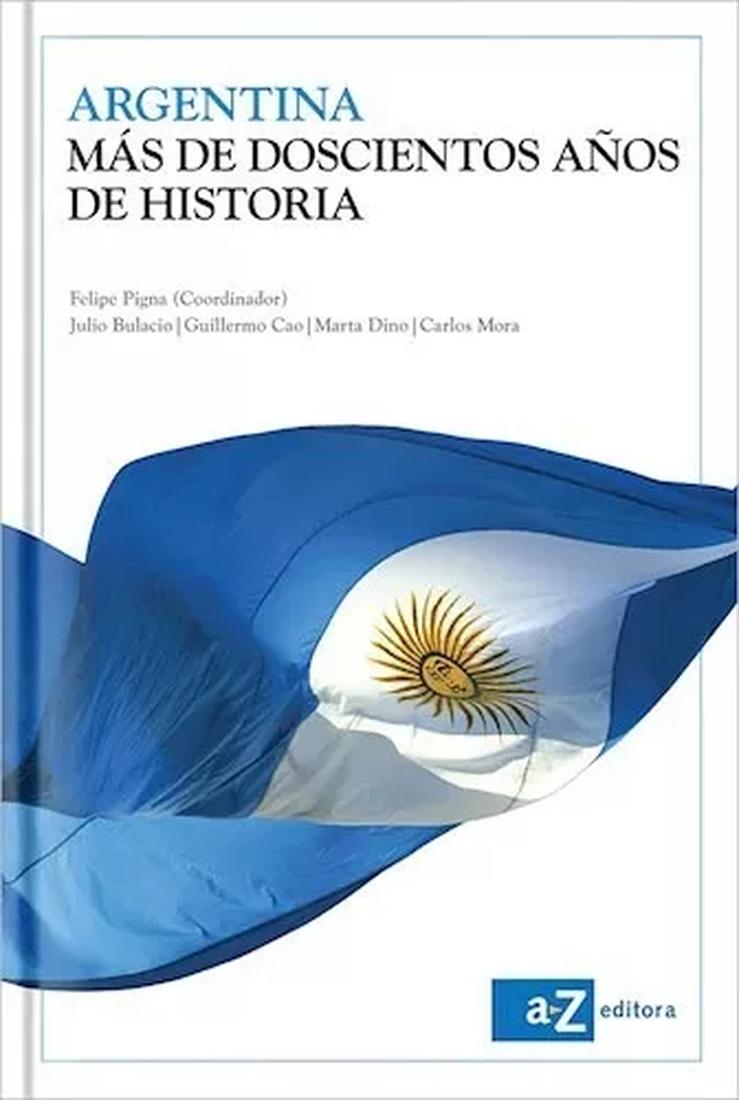 ARGENTINA
MÁS DE DOSCIENTOS AÑOS
DE HISTORIA
Felipe Pigna (Coordinador)
Julio Bulacio|Guillermo Cao|Marta Dino|Carlos Mora
a-Z editora